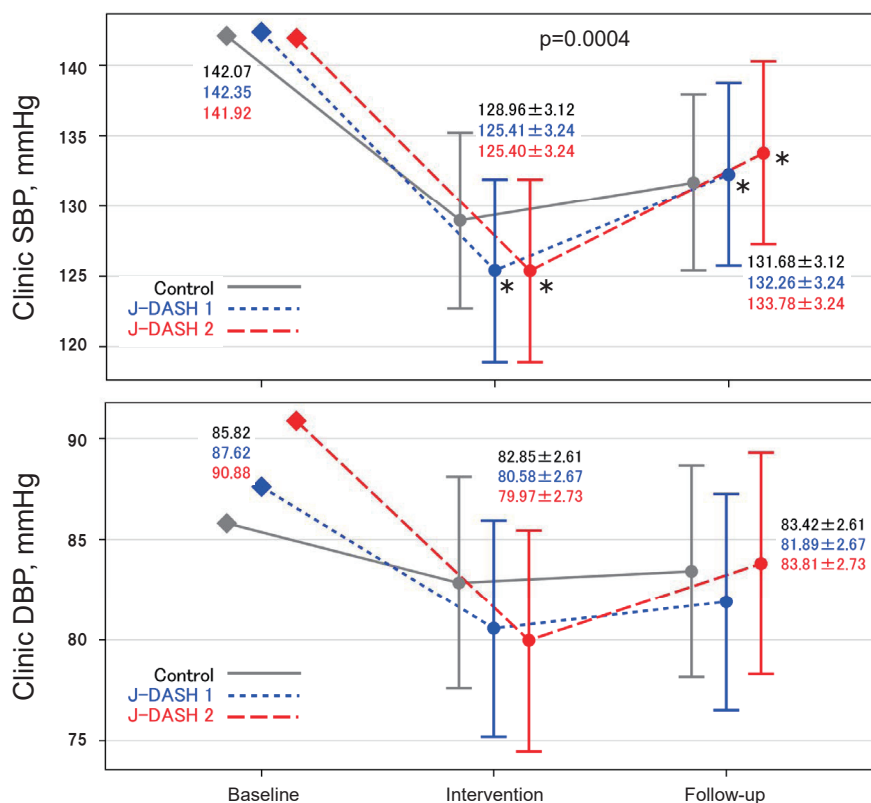 p=0.0004
Clinic SBP, mmHg
140
135
130
125
120
142.07
142.35
141.92
128.96±3.12
125.41±3.24
125.40±3.24
* *
* *
131.68±3.12
132.26±3.24
133.78±3.24
Control
J-DASH 1
J-DASH 2
Clinic DBP, mmHg
90
85
80
75
85.82
87.62
90.88
82.85±2.61
80.58±2.67
79.97±2.73
83.42±2.61
81.89±2.67
83.81±2.73
Control
J-DASH 1
J-DASH 2
Baseline Intervention Follow-up